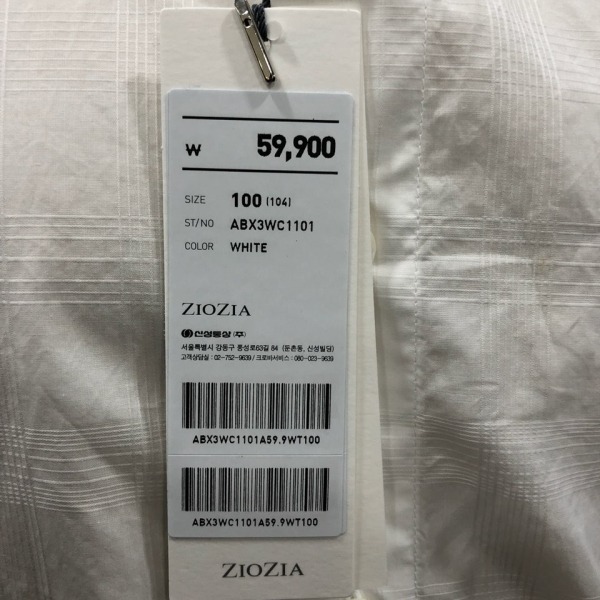 ₩ 59,900
SIZE 100 (104)
ST/NO ABX3WC1101
COLOR WHITE
ZIOZIA
신성통상 (주)
서울특별시 강동구 풍성로63길 84 (둔촌동, 신성빌딩)
고객상담실 : 02-752-9639 / 크로바서비스 : 080-023-9639
ABX3WC1101A59.9WT100
ABX3WC1101A59.9WT100
ZIOZIA